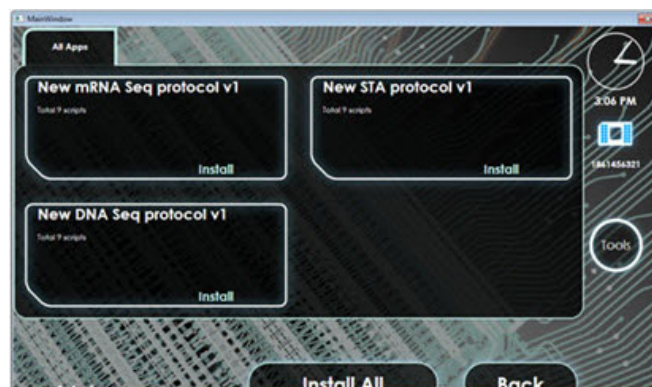 MainWindow
All Apps
New mRNA Seq protocol v1
Total 9 scripts
Install
New STA protocol v1
Total 9 scripts
Install
New DNA Seq protocol v1
Total 9 scripts
Install
3:06 PM
1861456321
Tools
Install All
Back